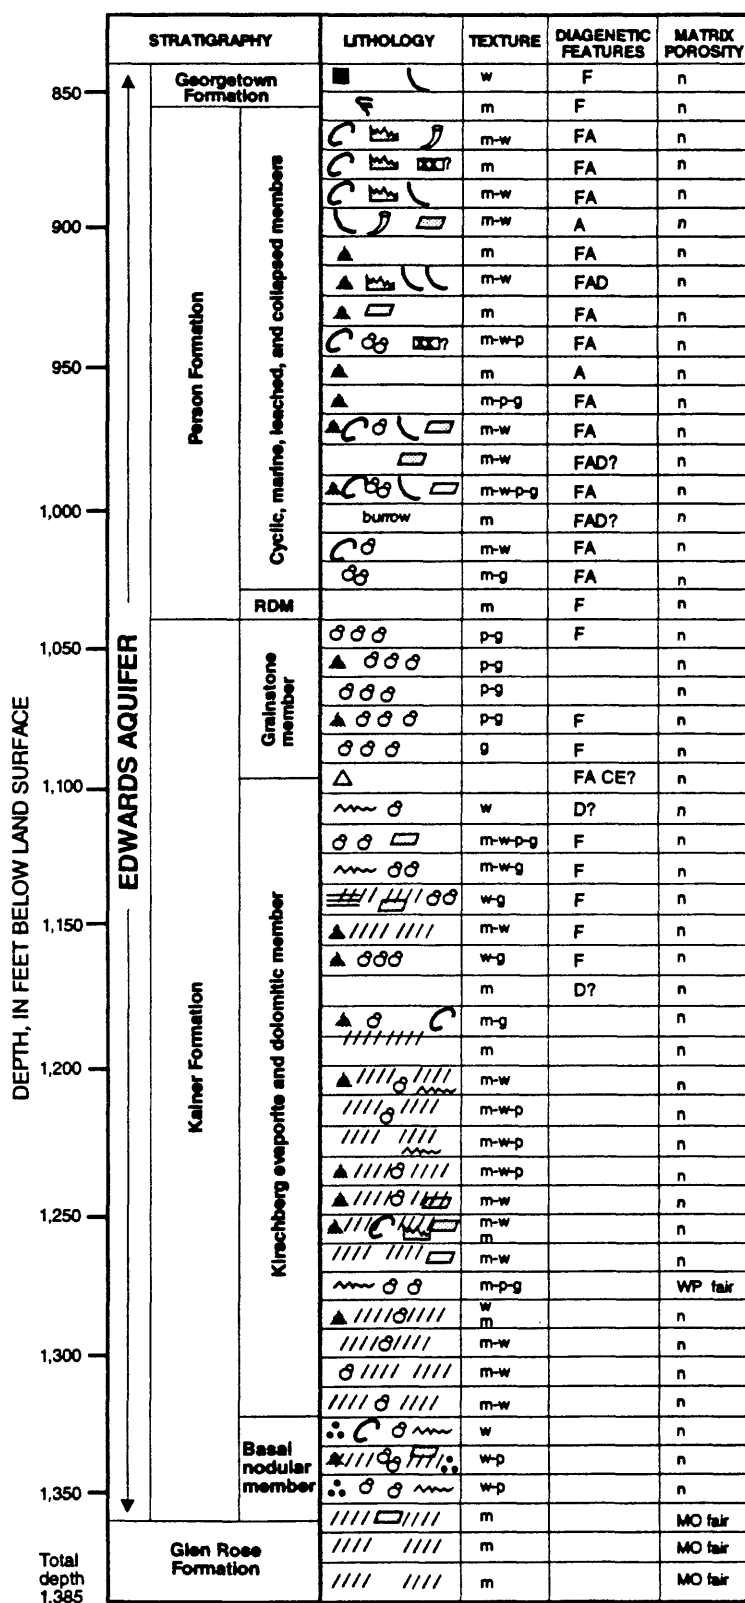 STRATIGRAPHY LITHOLOGY TEXTURE DIAGENETIC FEATURES MATRIX POROSITY
DEPTH, IN FEET BELOW LAND SURFACE
EDWARDS AQUIFER
Georgetown Formation
Person Formation
Cyclic, marine, leached, and collapsed members
RDM
Kainer Formation
Grainstone member
Kirschberg evaporite and dolomitic member
Basal nodular member
Glen Rose Formation
850
900
950
1,000
1,050
1,100
1,150
1,200
1,250
1,300
1,350
Total
depth
1,385
w F n
m F n
m-w FA n
? m FA n
m-w FA n
m-w A n
m FA n
m-w FAD n
m FA n
? m-w-p FA n
m A n
m-p-g FA n
m-w FA n
m-w FAD? n
m-w-p-g FA n
burrow m FAD? n
m-w FA n
m-g FA n
m F n
p-g F n
p-g n
p-g n
p-g F n
g F n
FA CE? n
w D? n
m-w-p-g F n
m-w-g F n
w-g F n
m-w F n
w-g F n
m D? n
m-g n
m n
m-w n
m-w-p n
m-w-p n
m-w-p n
m-w n
m-w
m n
m-w n
m-p-g WP fair
w
m n
m-w n
m-w n
m-w n
w n
w-p n
w-p n
m MO fair
m MO fair
m MO fair